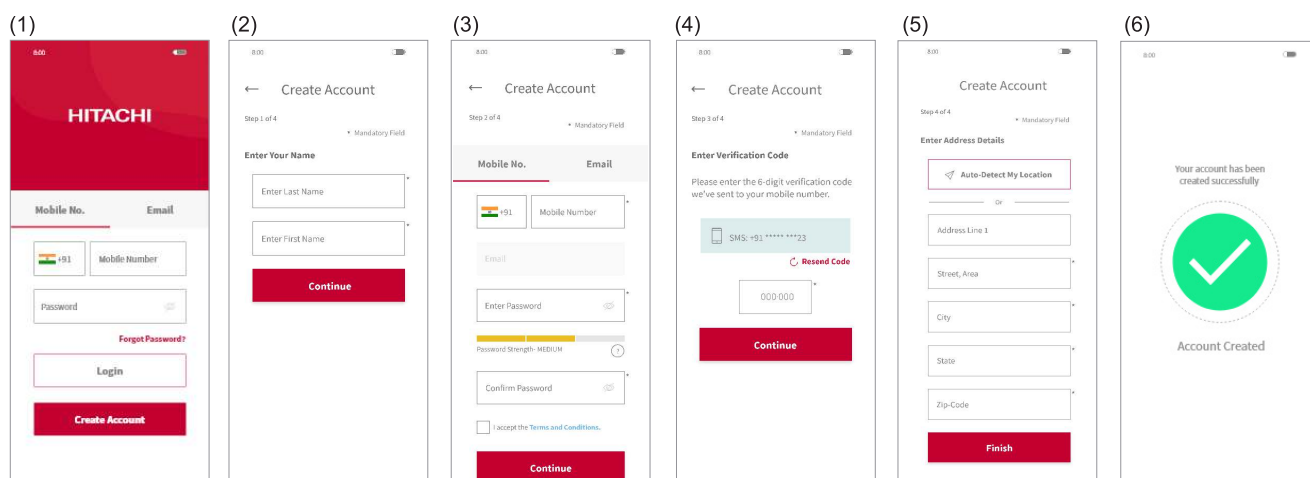 (1)
8:00
HITACHI
Mobile No. Email
+91 Mobile Number
Password
Forgot Password?
Login
Create Account
(2)
8:00
← Create Account
Step 1 of 4
* Mandatory Field
Enter Your Name
Enter Last Name *
Enter First Name *
Continue
(3)
8:00
← Create Account
Step 2 of 4
* Mandatory Field
Mobile No. Email
+91 Mobile Number *
Email
Enter Password *
Password Strength- MEDIUM ?
Confirm Password *
I accept the Terms and Conditions.
Continue
(4)
8:00
← Create Account
Step 3 of 4
* Mandatory Field
Enter Verification Code
Please enter the 6-digit verification code
we've sent to your mobile number.
SMS: +91 ***** ***23
Resend Code
000-000 *
Continue
(5)
8:00
Create Account
Step 4 of 4
* Mandatory Field
Enter Address Details
Auto-Detect My Location
Or
Address Line 1
Street, Area *
City *
State *
Zip-Code *
Finish
(6)
8:00
Your account has been
created successfully
Account Created